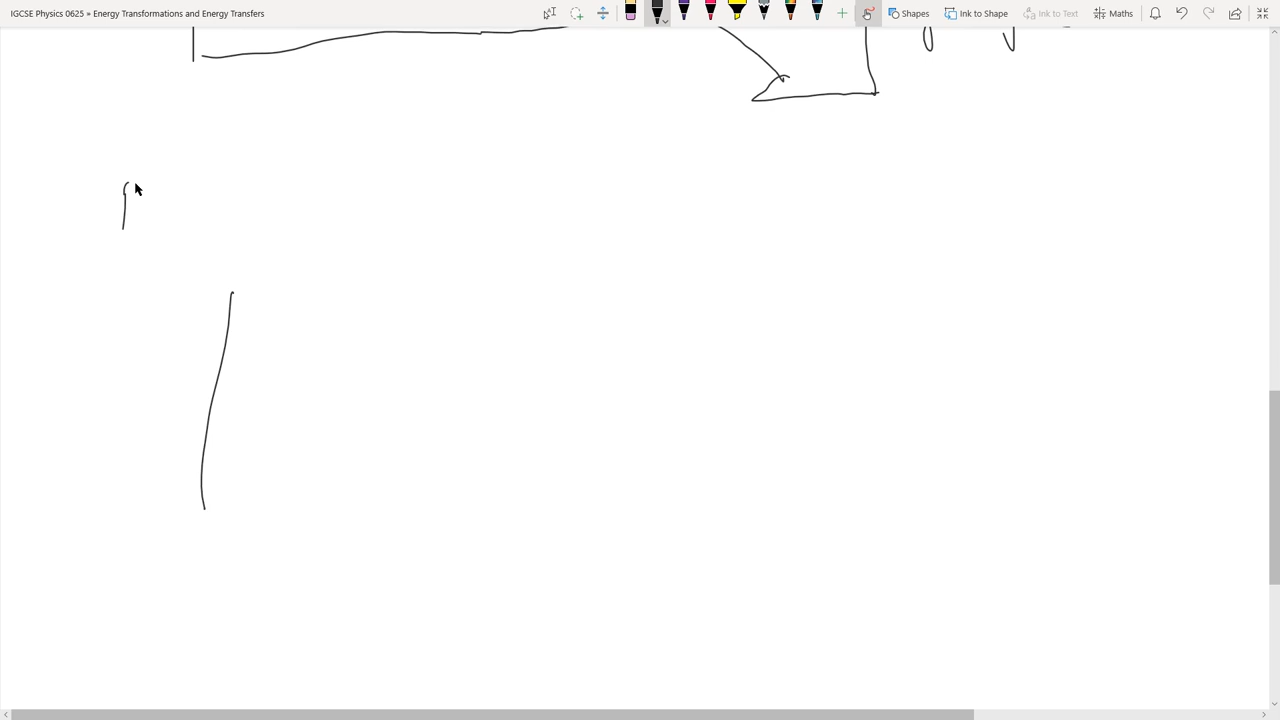 IGCSE Physics 0625 - Energy Transformations and Energy Transfers
Shapes Ink to Shape Ink to Text Maths